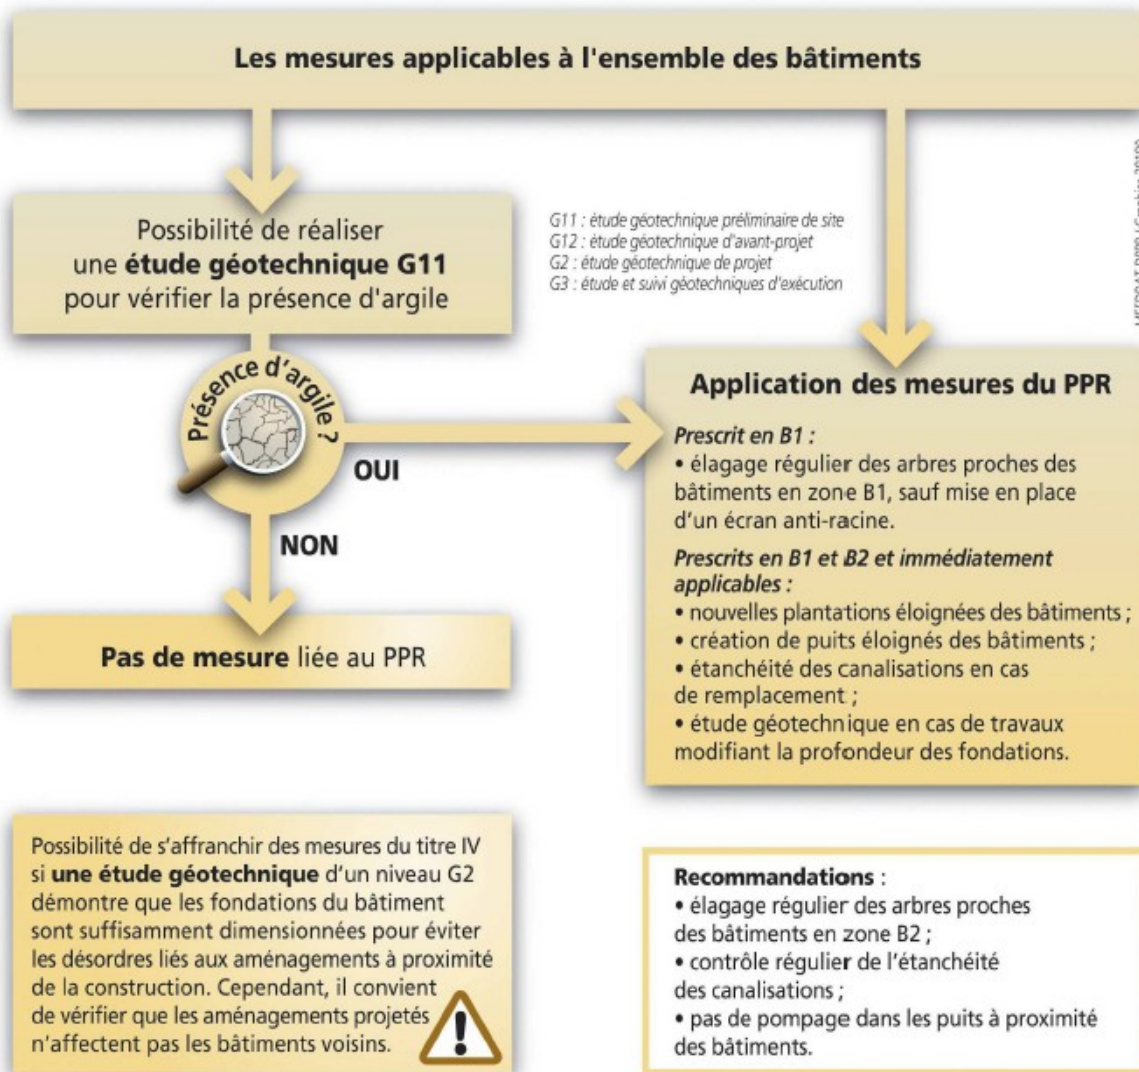 Les mesures applicables à l'ensemble des bâtiments
Possibilité de réaliser
une étude géotechnique G11
pour vérifier la présence d'argile
G11 : étude géotechnique préliminaire de site
G12 : étude géotechnique d'avant-projet
G2 : étude géotechnique de projet
G3 : étude et suivi géotechniques d'exécution
Présence d'argile ?
OUI
NON
Pas de mesure liée au PPR
Application des mesures du PPR
Prescrit en B1 :
• élagage régulier des arbres proches des
bâtiments en zone B1, sauf mise en place
d'un écran anti-racine.
Prescrits en B1 et B2 et immédiatement
applicables :
• nouvelles plantations éloignées des bâtiments ;
• création de puits éloignés des bâtiments ;
• étanchéité des canalisations en cas
de remplacement ;
• étude géotechnique en cas de travaux
modifiant la profondeur des fondations.
Possibilité de s'affranchir des mesures du titre IV
si une étude géotechnique d'un niveau G2
démontre que les fondations du bâtiment
sont suffisamment dimensionnées pour éviter
les désordres liés aux aménagements à proximité
de la construction. Cependant, il convient
de vérifier que les aménagements projetés
n'affectent pas les bâtiments voisins.
!
Recommandations :
• élagage régulier des arbres proches
des bâtiments en zone B2 ;
• contrôle régulier de l'étanchéité
des canalisations ;
• pas de pompage dans les puits à proximité
des bâtiments.